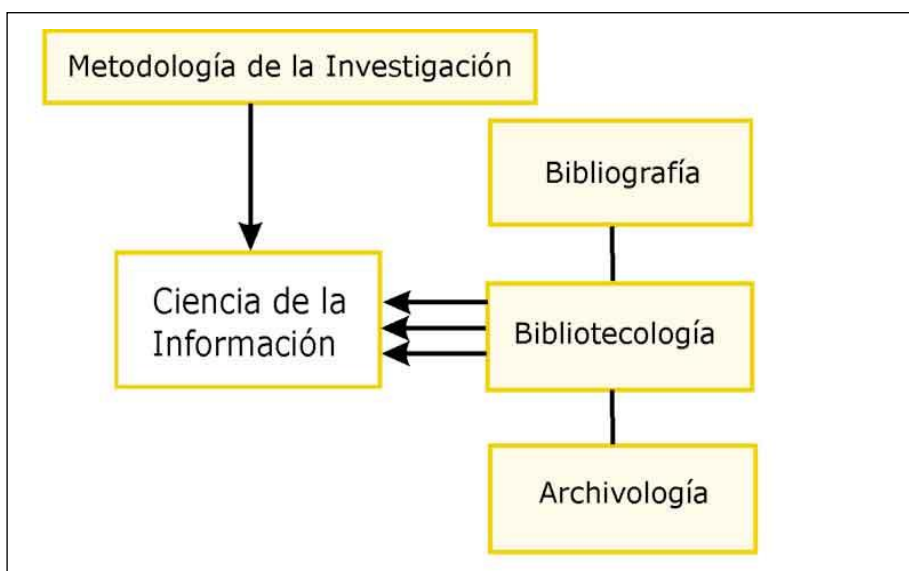 Metodología de la Investigación
Bibliografía
Ciencia de la
Información
Bibliotecología
Archivología